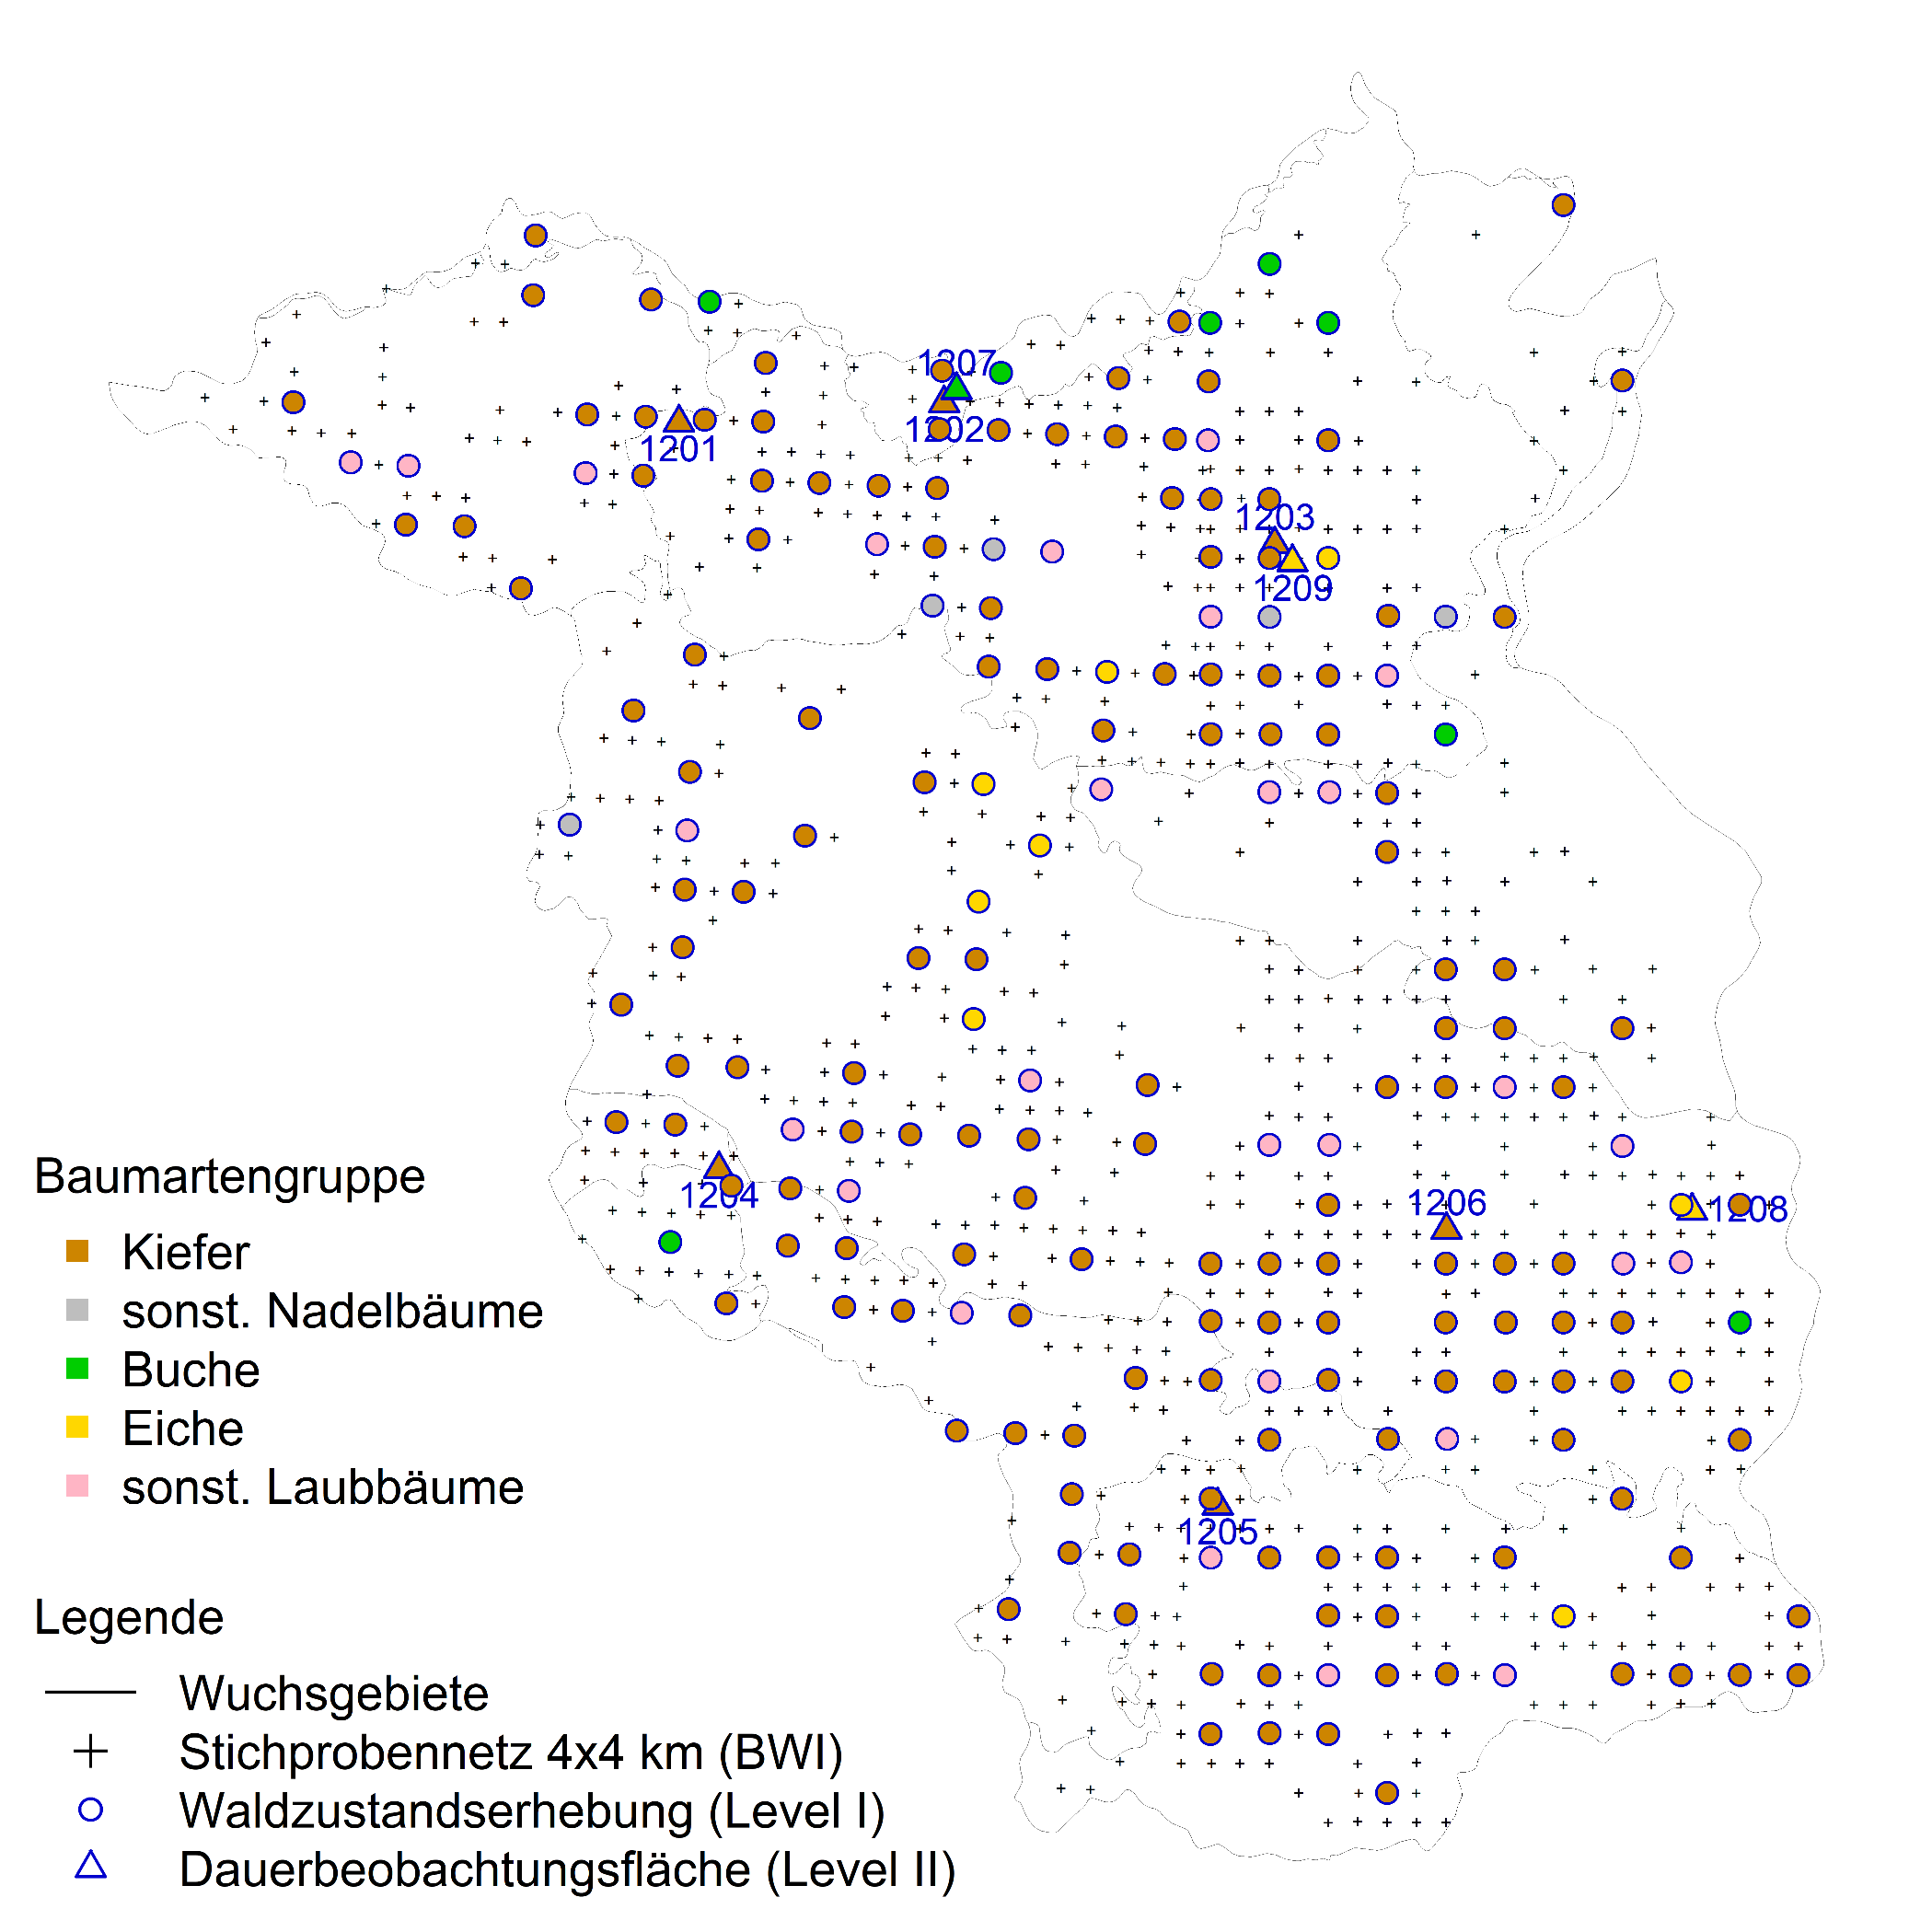 1207
1202
1201
1203
1209
1204
1206
1208
1205
Baumartengruppe
Kiefer
sonst. Nadelbäume
Buche
Eiche
sonst. Laubbäume
Legende
Wuchsgebiete
Stichprobennetz 4x4 km (BWI)
Waldzustandserhebung (Level I)
Dauerbeobachtungsfläche (Level II)